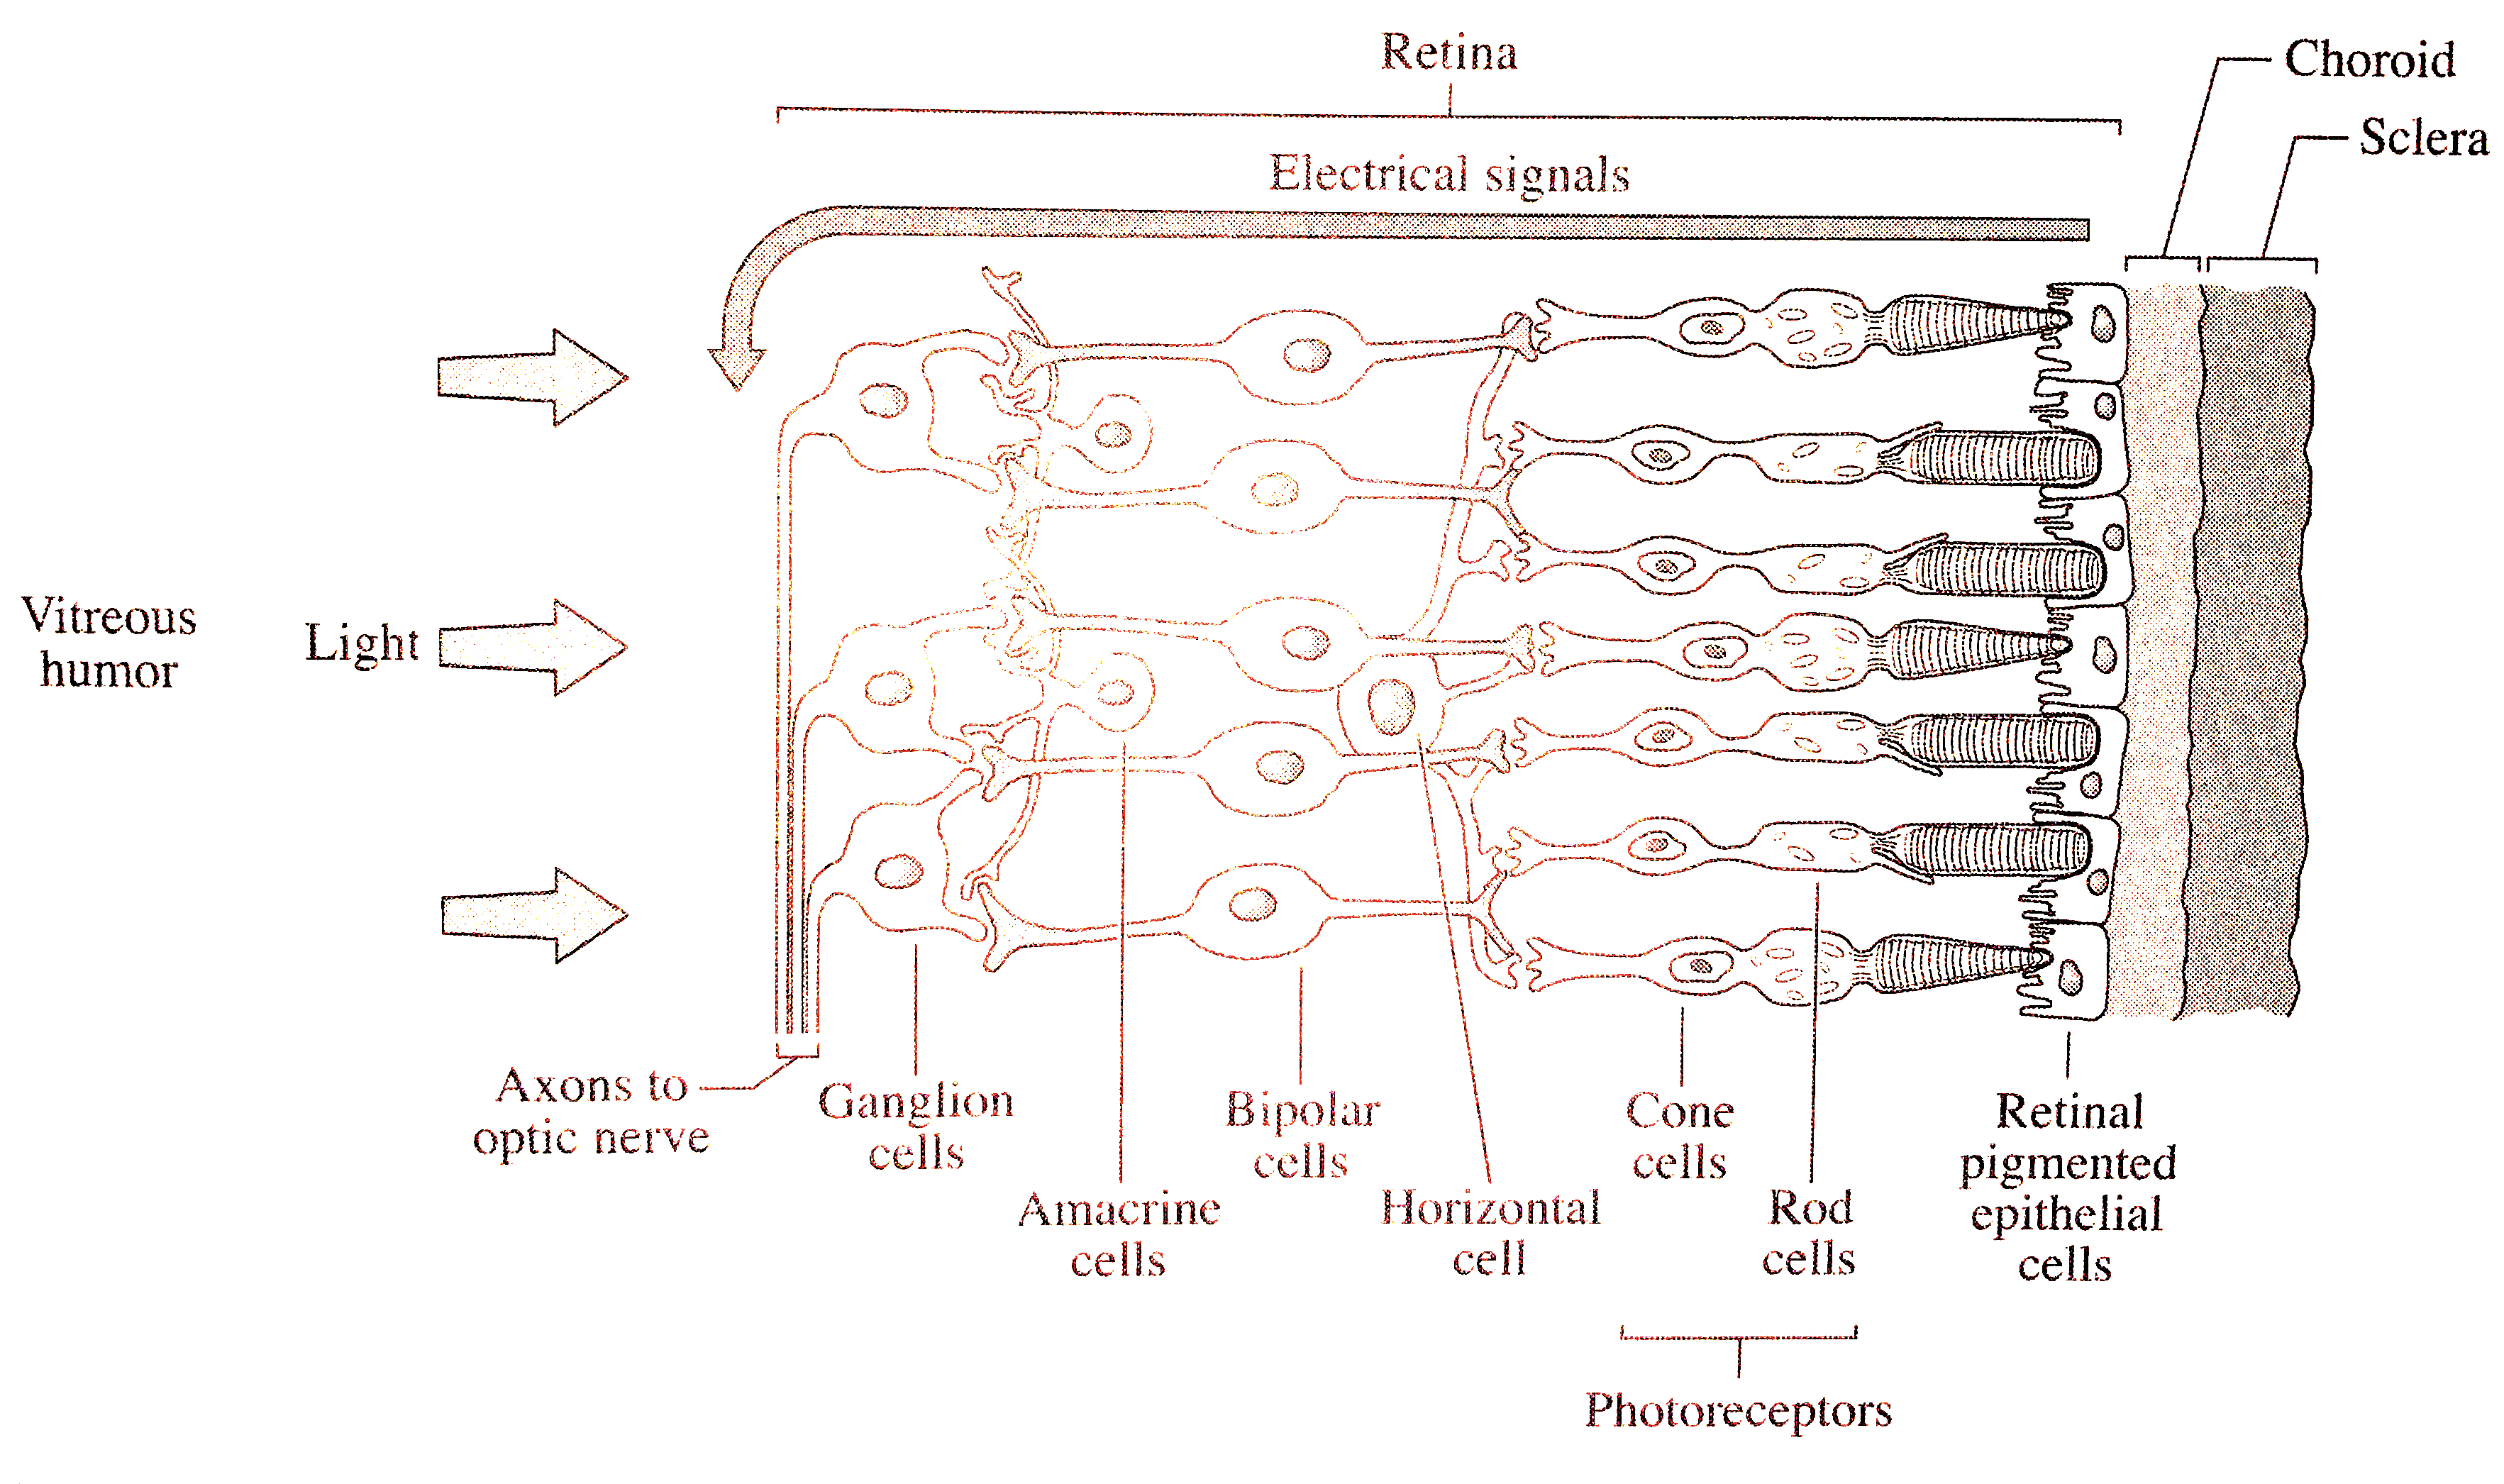 Retina
Choroid
Sclera
Electrical signals
Vitreous
humor
Light
Axons to
optic nerve
Ganglion
cells
Amacrine
cells
Bipolar
cells
Horizontal
cell
Cone
cells
Rod
cells
Retinal
pigmented
epithelial
cells
Photoreceptors